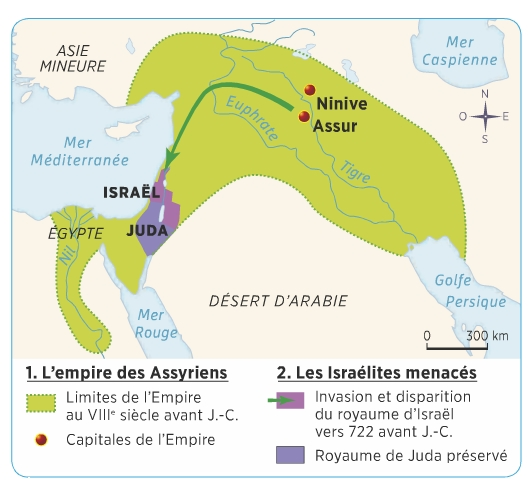 ASIE
MINEURE
Mer
Caspienne
N
O
E
S
Ninive
Assur
Euphrate
Tigre
Mer
Méditerranée
ISRAËL
JUDA
ÉGYPTE
Nil
Golfe
Persique
DÉSERT D'ARABIE
Mer
Rouge
0 300 km
1. L'empire des Assyriens
Limites de l'Empire
au VIIIe siècle avant J.-C.
Capitales de l'Empire
2. Les Israélites menacés
Invasion et disparition
du royaume d'Israël
vers 722 avant J.-C.
Royaume de Juda préservé